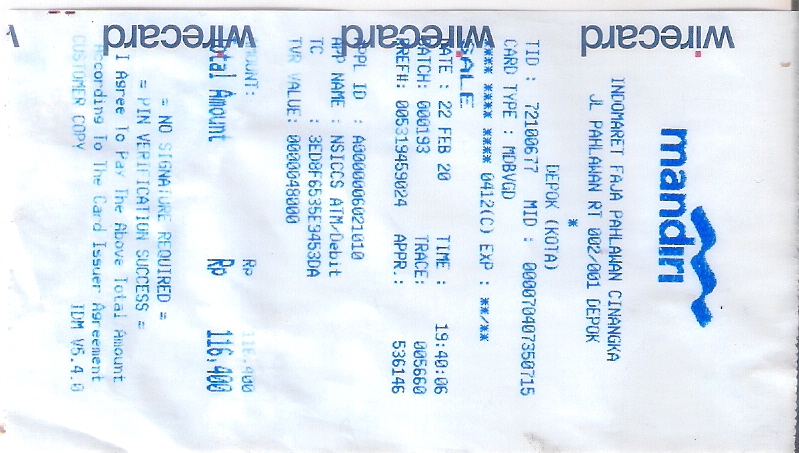 mandiri
INDOMARET FAJA PAHLAWAN CINANGKA
JL PAHLAWAN RT 002/001 DEPOK
*
DEPOK (KOTA)
TID : 72100677 MID : 000070407350715
CARD TYPE : MDBVGD
**** **** **** 0412(C) EXP : **/**
SALE
DATE : 22 FEB 20 TIME : 19:40:06
BATCH: 000193 TRACE: 005660
REF#: 005319469024 APPR.: 536146
APPL ID : A0000006021010
APP NAME : NSICCS ATM/Debit
TC : 3ED8F6535E9453DA
TVR VALUE: 0000048000
AMOUNT: Rp 116,400
Total Amount Rp 116,400
= NO SIGNATURE REQUIRED =
= PIN VERIFICATION SUCCESS =
I Agree To Pay The Above Total Amount
According To The Card Issuer Agreement
CUSTOMER COPY IDM V5.4.0
wirecard
wirecard
wirecard